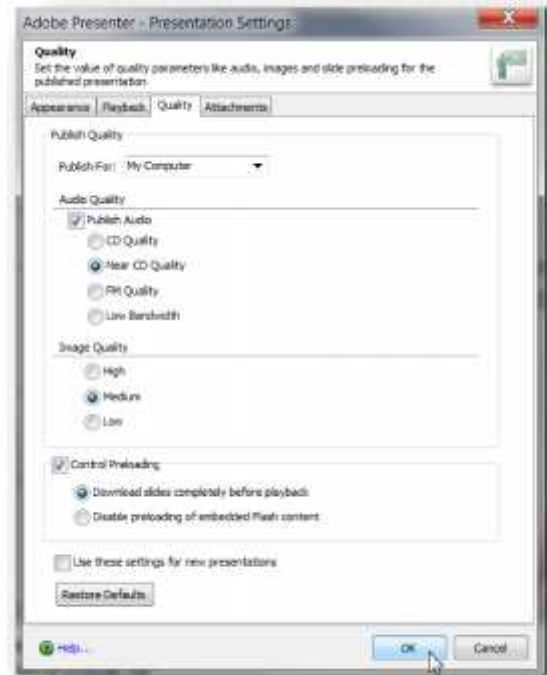 Adobe Presenter - Presentation Settings
Quality
Set the value of quality parameters like audio, images and slide preloading for the
published presentation
Appearance Playback Quality Attachments
Publish Quality
Publish For: My Computer
Audio Quality
Publish Audio
CD Quality
Near CD Quality
FM Quality
Low Bandwidth
Image Quality
High
Medium
Low
Control Preloading
Download slides completely before playback
Disable preloading of embedded Flash content
Use these settings for new presentations
Restore Defaults
Help...
OK Cancel